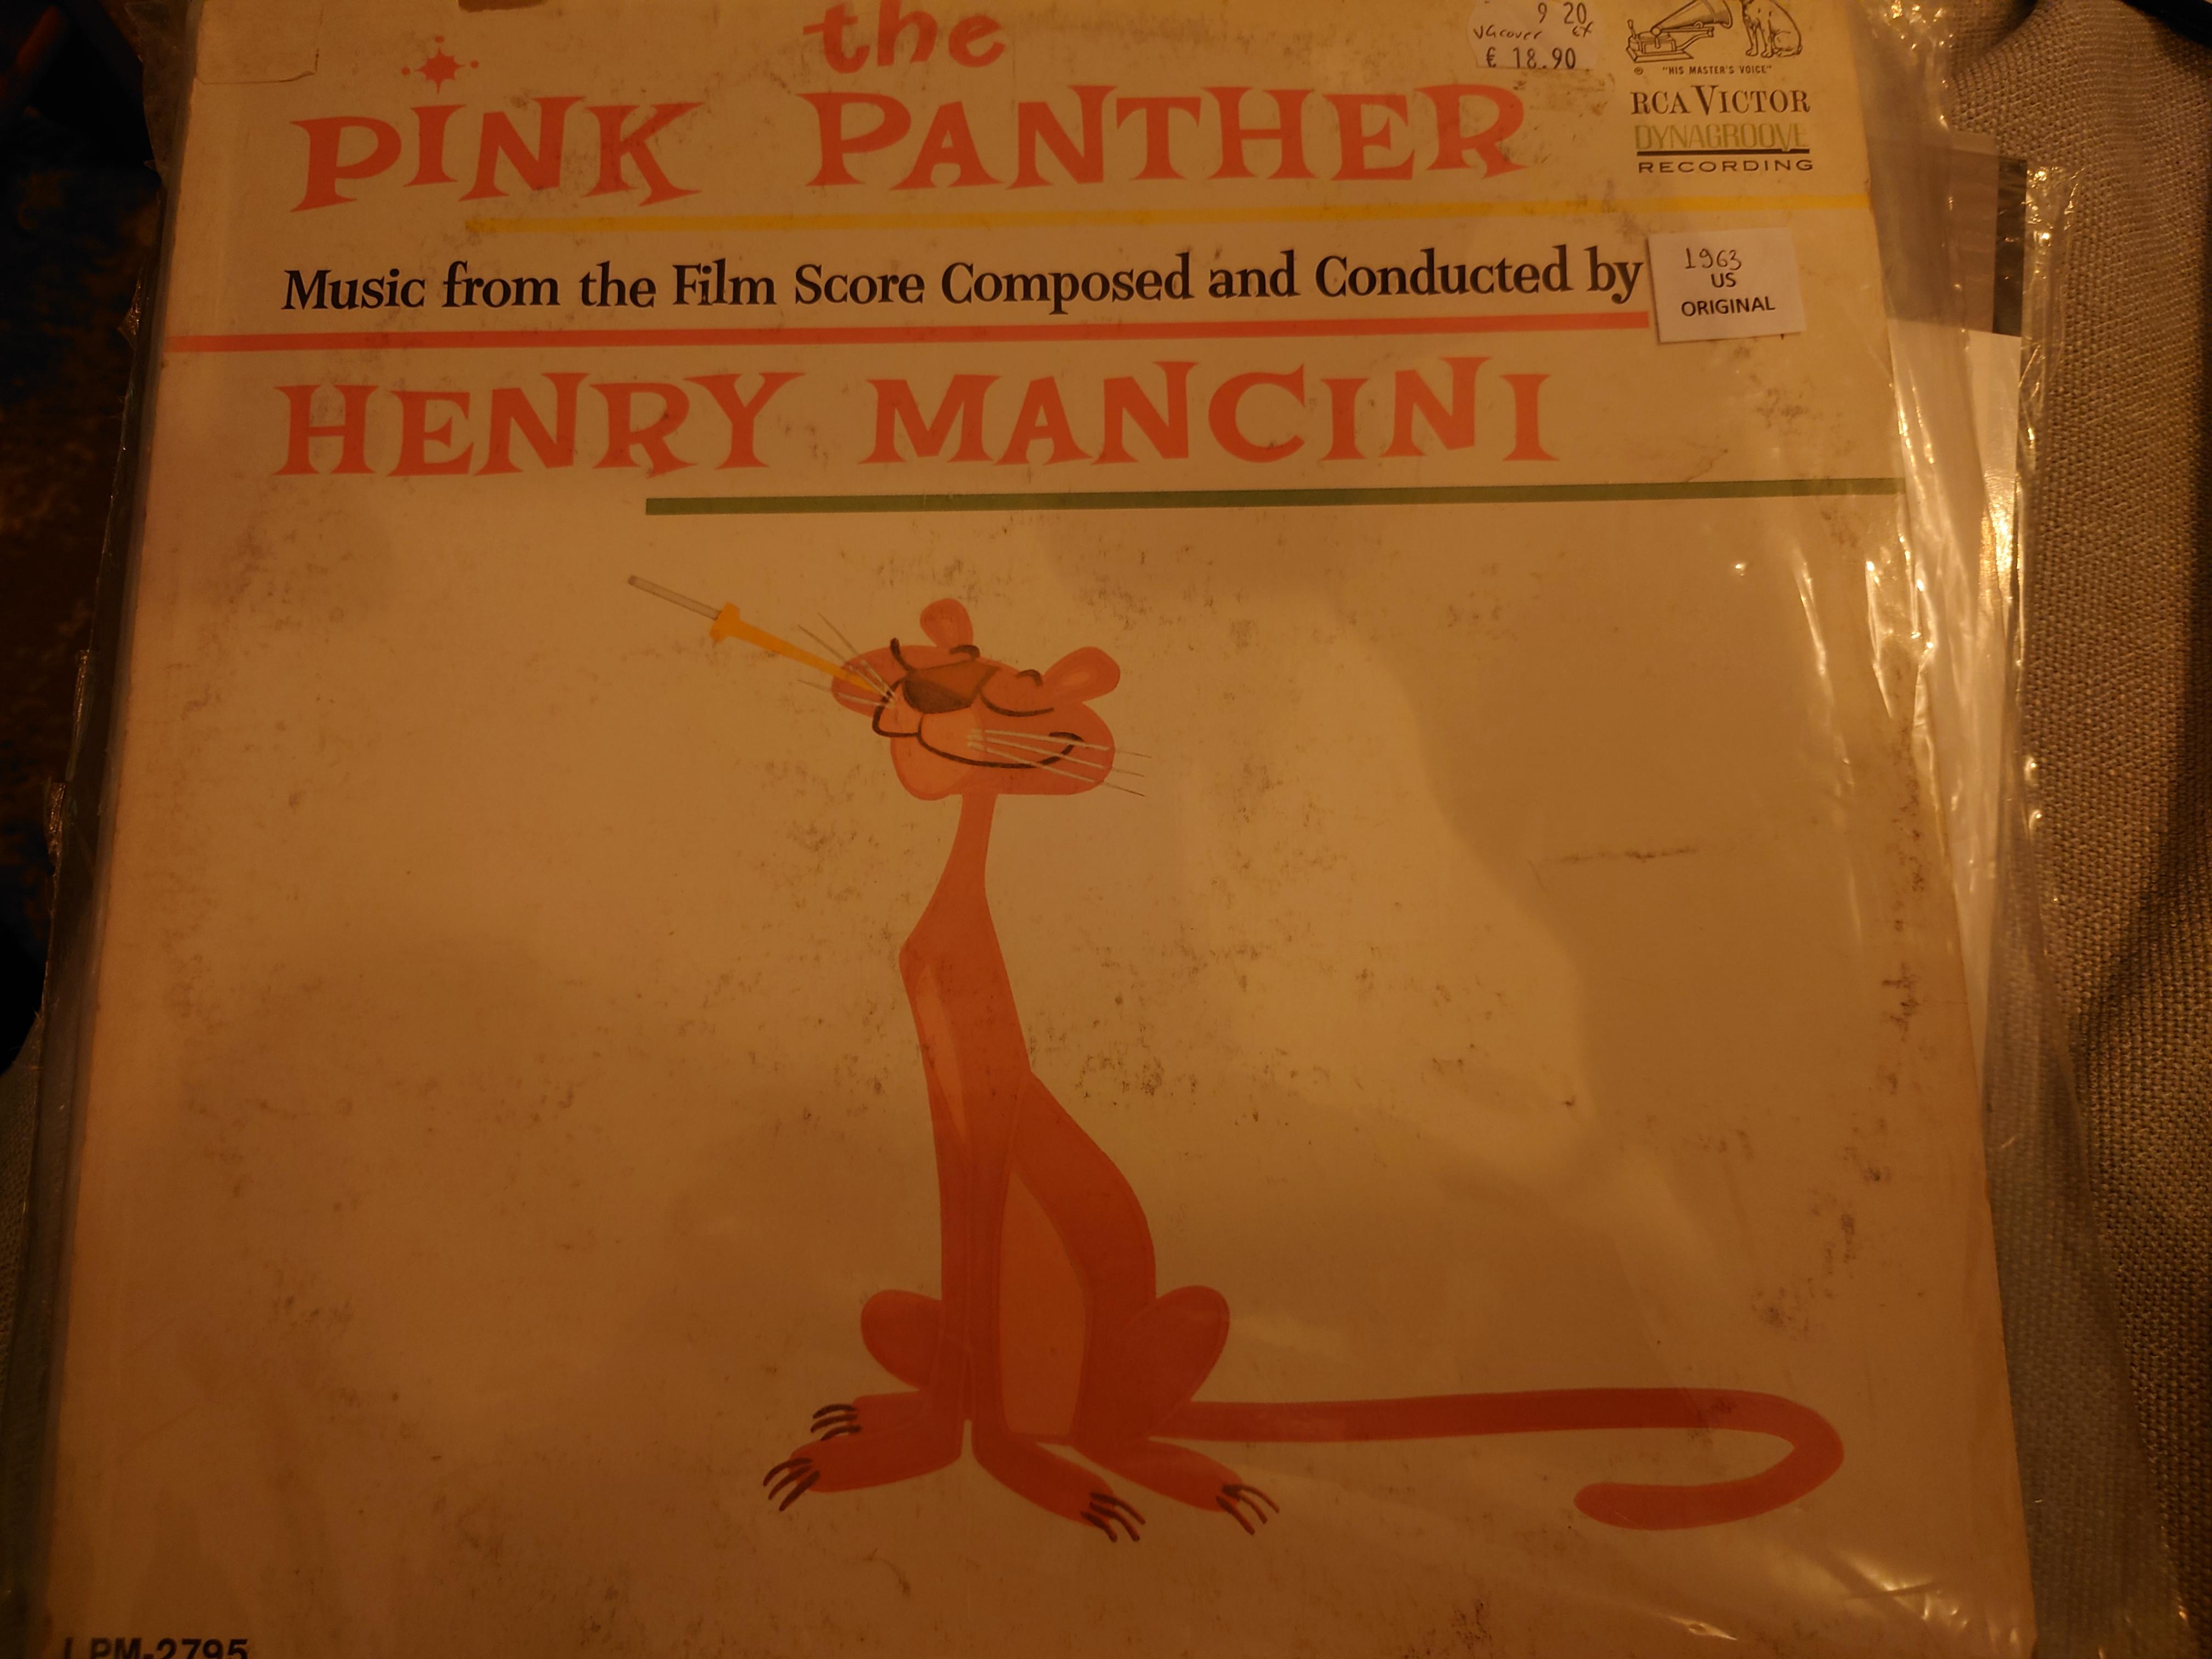 the
PINK PANTHER
9 20
VG cover EX
€ 18.90
"HIS MASTER'S VOICE"
RCA VICTOR
DYNAGROOVE
RECORDING
Music from the Film Score Composed and Conducted by
1963
US
ORIGINAL
HENRY MANCINI
LPM-2795